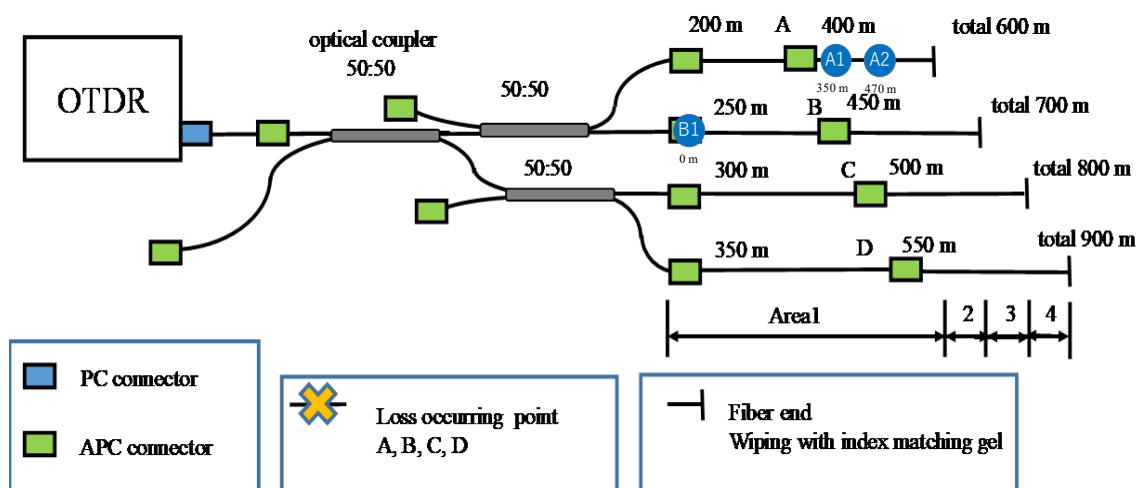 OTDR
optical coupler
50:50
50:50
50:50
200 m
A
400 m
total 600 m
A1
A2
350 m
470 m
250 m
B
450 m
total 700 m
B1
0 m
300 m
C
500 m
total 800 m
350 m
D
550 m
total 900 m
Area1
2
3
4
PC connector
APC connector
Loss occurring point
A, B, C, D
Fiber end
Wiping with index matching gel